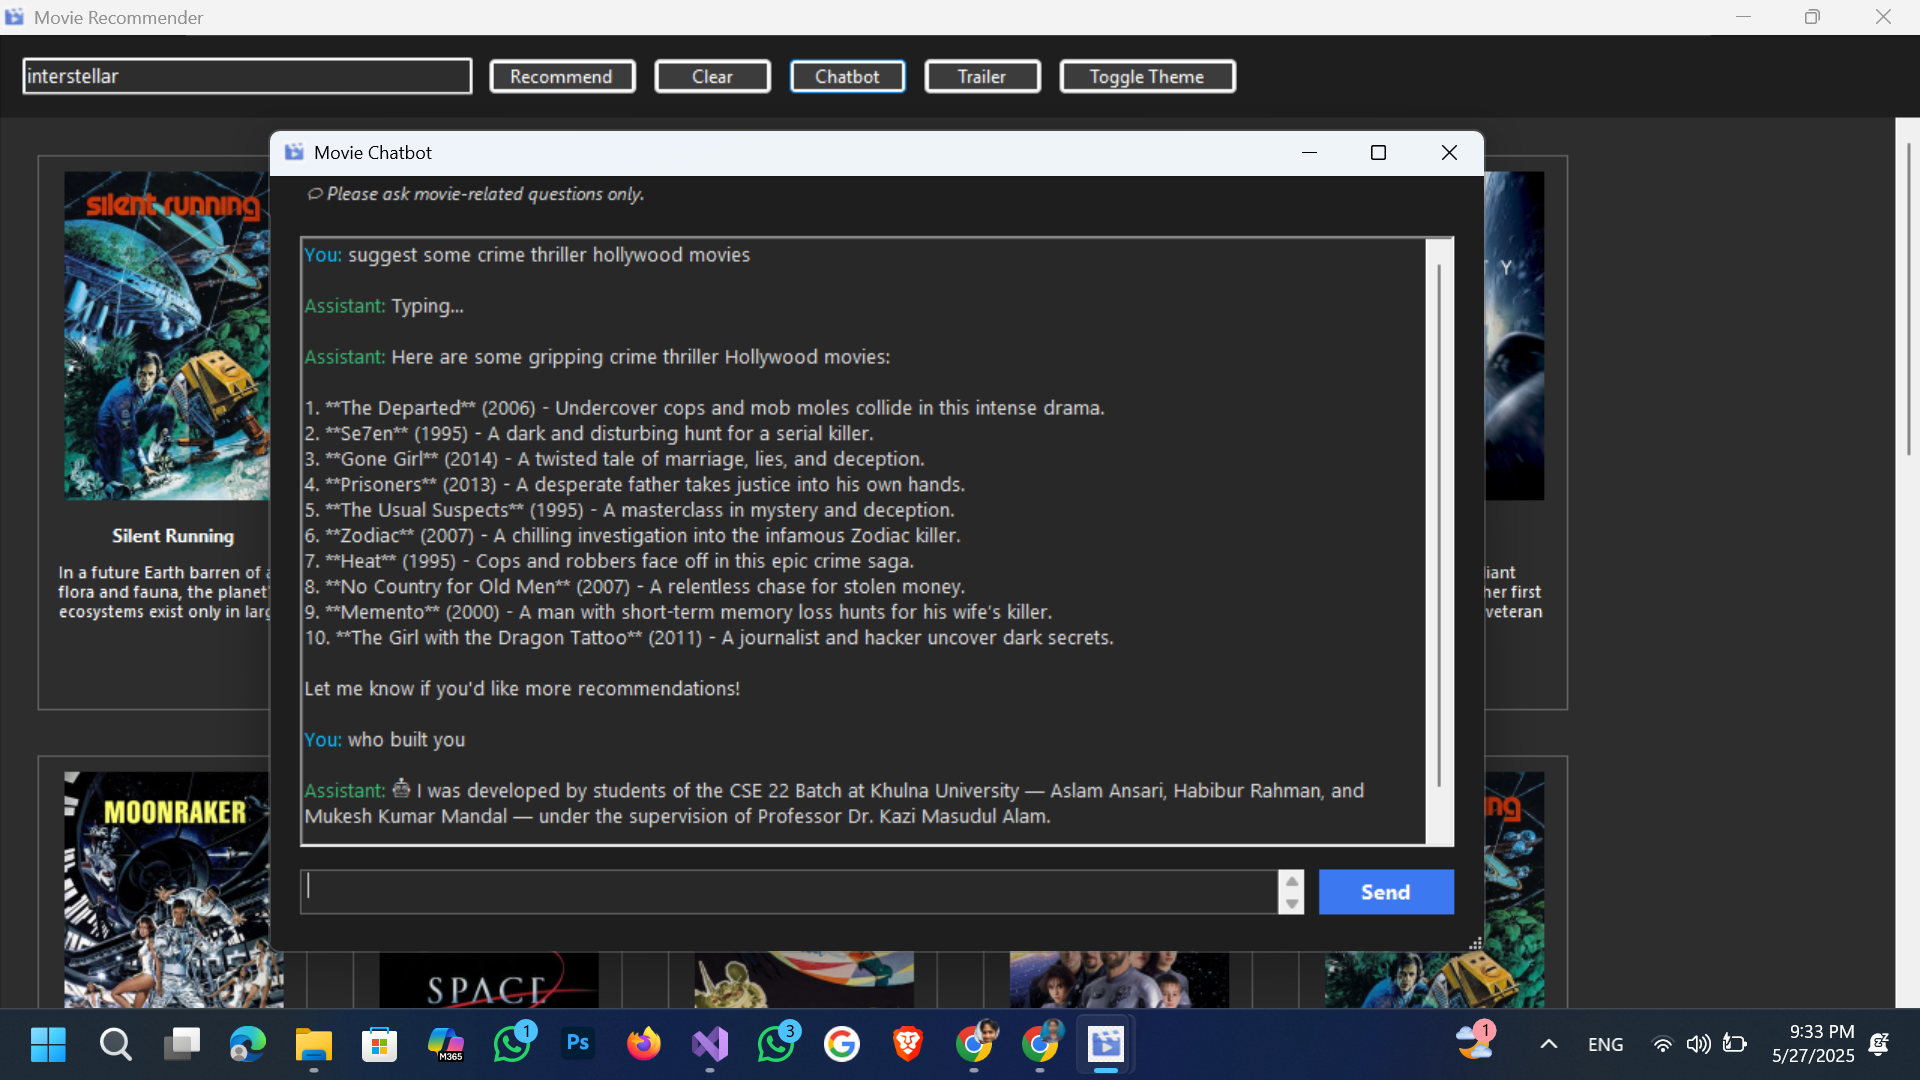 Movie Recommender
interstellar
Recommend
Clear
Chatbot
Trailer
Toggle Theme
Movie Chatbot
Please ask movie-related questions only.
You: suggest some crime thriller hollywood movies
Assistant: Typing...
Assistant: Here are some gripping crime thriller Hollywood movies:
1. **The Departed** (2006) - Undercover cops and mob moles collide in this intense drama.
2. **Se7en** (1995) - A dark and disturbing hunt for a serial killer.
3. **Gone Girl** (2014) - A twisted tale of marriage, lies, and deception.
4. **Prisoners** (2013) - A desperate father takes justice into his own hands.
5. **The Usual Suspects** (1995) - A masterclass in mystery and deception.
6. **Zodiac** (2007) - A chilling investigation into the infamous Zodiac killer.
7. **Heat** (1995) - Cops and robbers face off in this epic crime saga.
8. **No Country for Old Men** (2007) - A relentless chase for stolen money.
9. **Memento** (2000) - A man with short-term memory loss hunts for his wife's killer.
10. **The Girl with the Dragon Tattoo** (2011) - A journalist and hacker uncover dark secrets.
Let me know if you'd like more recommendations!
You: who built you
Assistant: 🤖 I was developed by students of the CSE 22 Batch at Khulna University — Aslam Ansari, Habibur Rahman, and
Mukesh Kumar Mandal — under the supervision of Professor Dr. Kazi Masudul Alam.
Send
silent running
Silent Running
In a future Earth barren of
flora and fauna, the planet'
ecosystems exist only in
T Y
her first
veteran
MOONRAKER
SPACE
M365
1
Ps
3
1
ENG
9:33 PM
5/27/2025